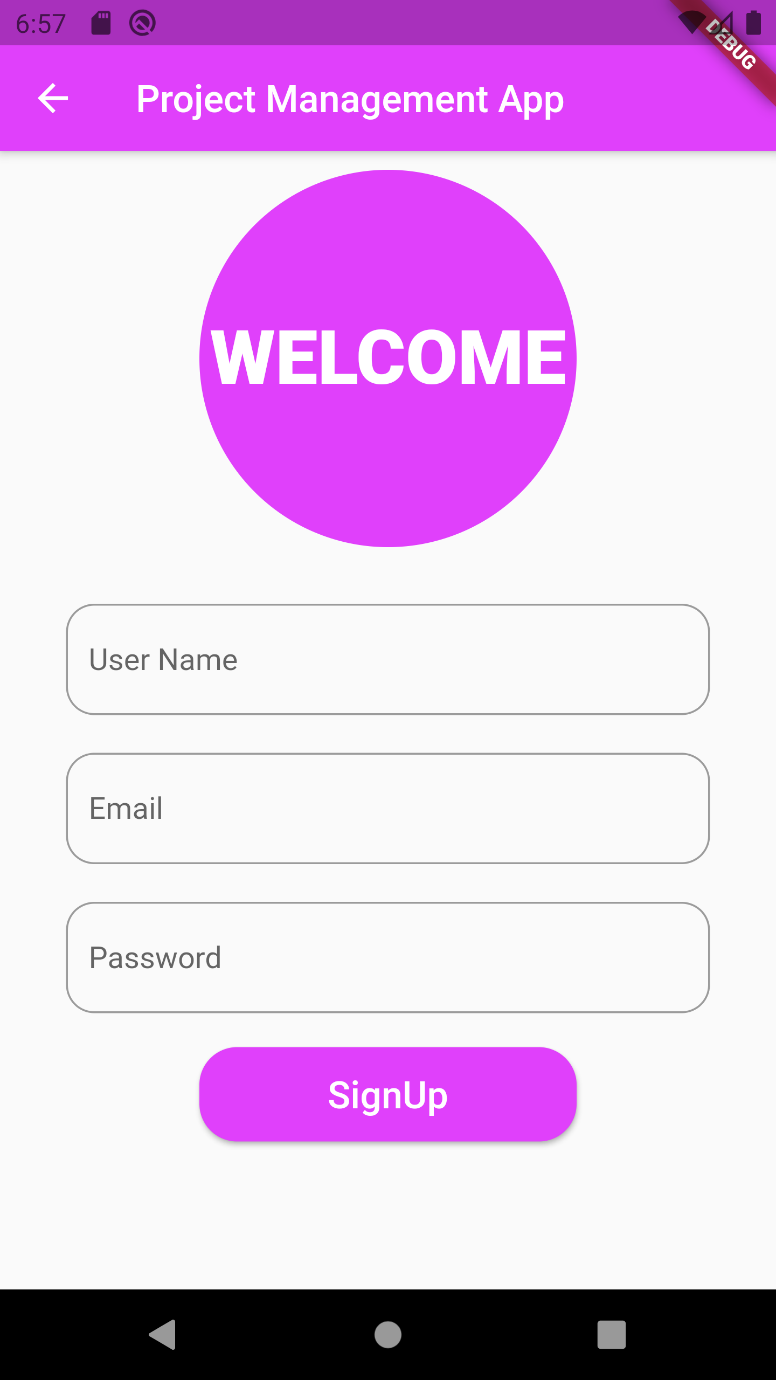 6:57
DEBUG
Project Management App
WELCOME
User Name
Email
Password
SignUp